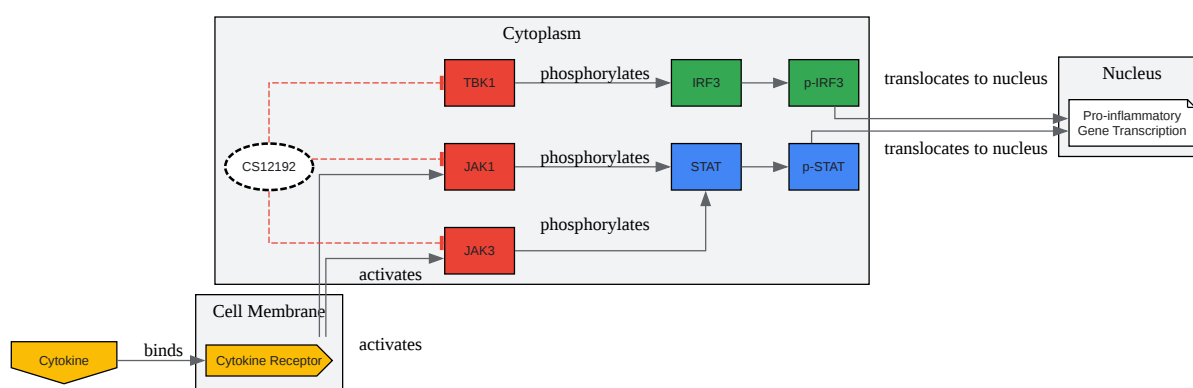 Cytoplasm
TBK1
phosphorylates
IRF3
p-IRF3
translocates to nucleus
Nucleus
Pro-inflammatory
Gene Transcription
CS12192
JAK1
phosphorylates
STAT
p-STAT
translocates to nucleus
JAK3
phosphorylates
activates
Cell Membrane
Cytokine
binds
Cytokine Receptor
activates